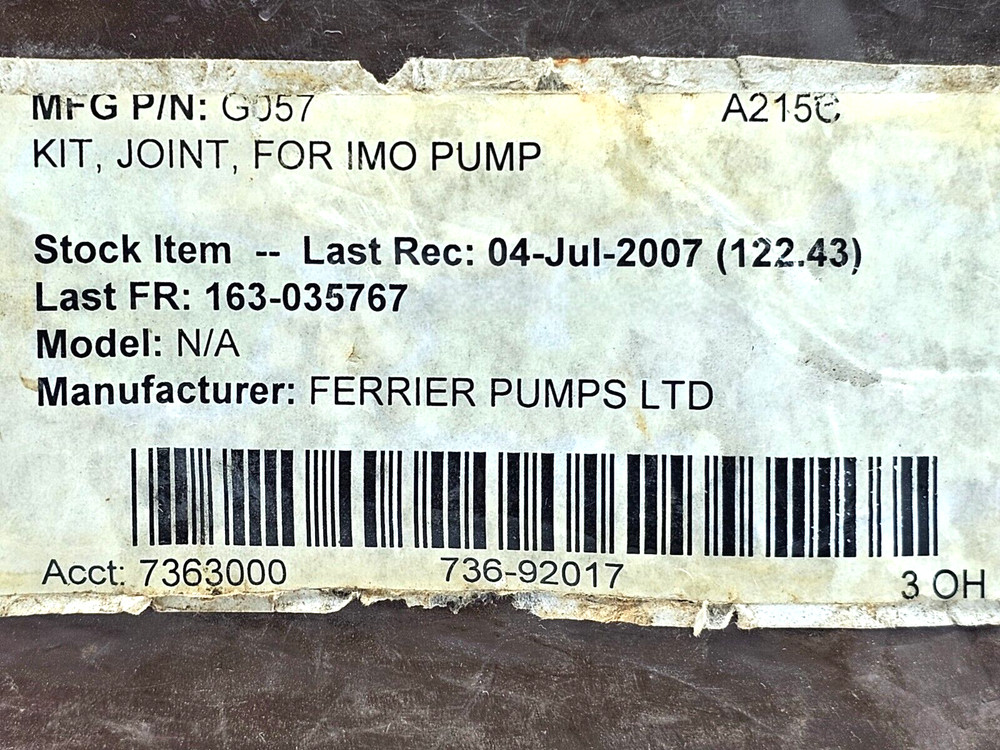 MFG P/N: G057
KIT, JOINT, FOR IMO PUMP
Stock Item -- Last Rec: 04-Jul-2007 (122.43)
Last FR: 163-035767
Model: N/A
Manufacturer: FERRIER PUMPS LTD
Acct: 7363000 736-92017 3 OH